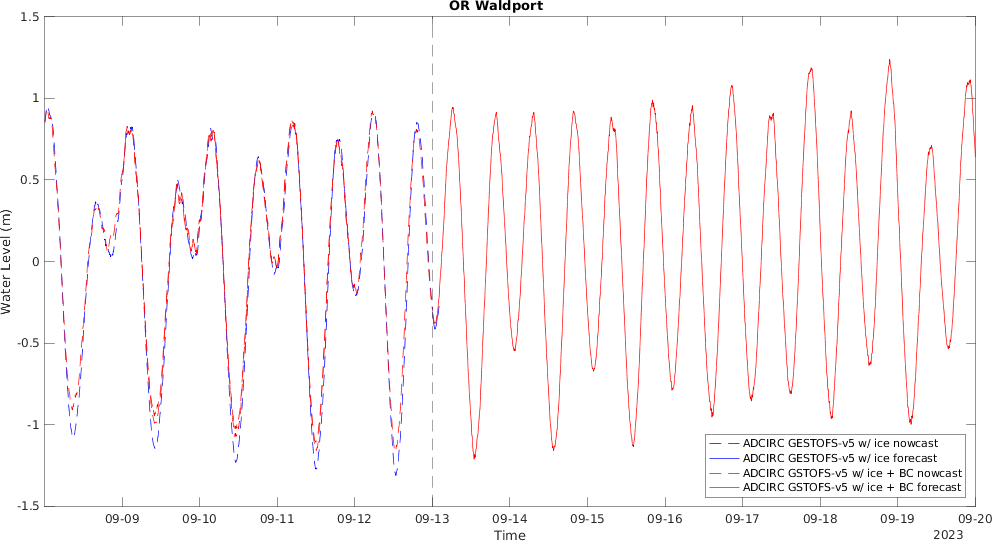 OR Waldport
1.5
1
0.5
0
-0.5
-1
-1.5
Water Level (m)
09-09 09-10 09-11 09-12 09-13 09-14 09-15 09-16 09-17 09-18 09-19 09-20
Time
2023
ADCIRC GESTOFS-v5 w/ ice nowcast
ADCIRC GESTOFS-v5 w/ ice forecast
ADCIRC GSTOFS-v5 w/ ice + BC nowcast
ADCIRC GSTOFS-v5 w/ ice + BC forecast